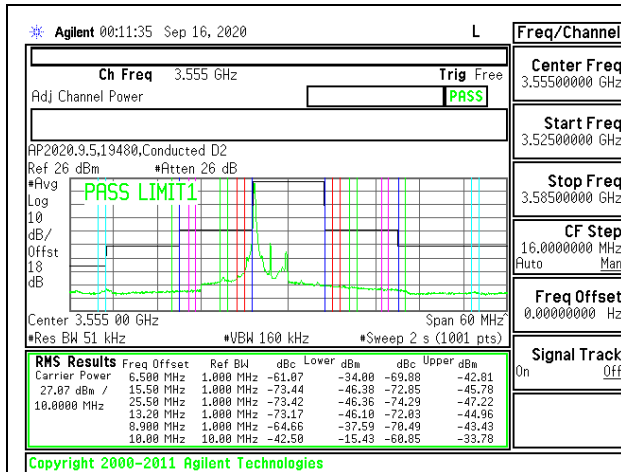 Agilent 00:11:35 Sep 16, 2020 L
Freq/Channel
Ch Freq 3.555 GHz Trig Free
Adj Channel Power PASS
Center Freq
3.55500000 GHz
Start Freq
3.52500000 GHz
AP2020.9.5,19480,Conducted D2
Ref 26 dBm #Atten 26 dB
#Avg
Log
10
dB/
Offst
18
dB
PASS LIMIT1
Stop Freq
3.58500000 GHz
CF Step
16.0000000 MHz
Auto Man
Center 3.555 00 GHz Span 60 MHz^
#Res BW 51 kHz #VBW 160 kHz #Sweep 2 s (1001 pts)
Freq Offset
0.00000000 Hz
Signal Track
On Off
RMS Results Freq Offset Ref BW dBc Lower dBm dBc Upper dBm
Carrier Power 6.500 MHz 1.000 MHz -61.07 -34.00 -69.88 -42.81
27.07 dBm / 15.50 MHz 1.000 MHz -73.44 -46.38 -72.85 -45.78
10.0000 MHz 25.50 MHz 1.000 MHz -73.42 -46.36 -74.29 -47.22
13.20 MHz 1.000 MHz -73.17 -46.10 -72.03 -44.96
8.900 MHz 1.000 MHz -64.66 -37.59 -70.49 -43.43
10.00 MHz 10.00 MHz -42.50 -15.43 -60.85 -33.78
Copyright 2000-2011 Agilent Technologies